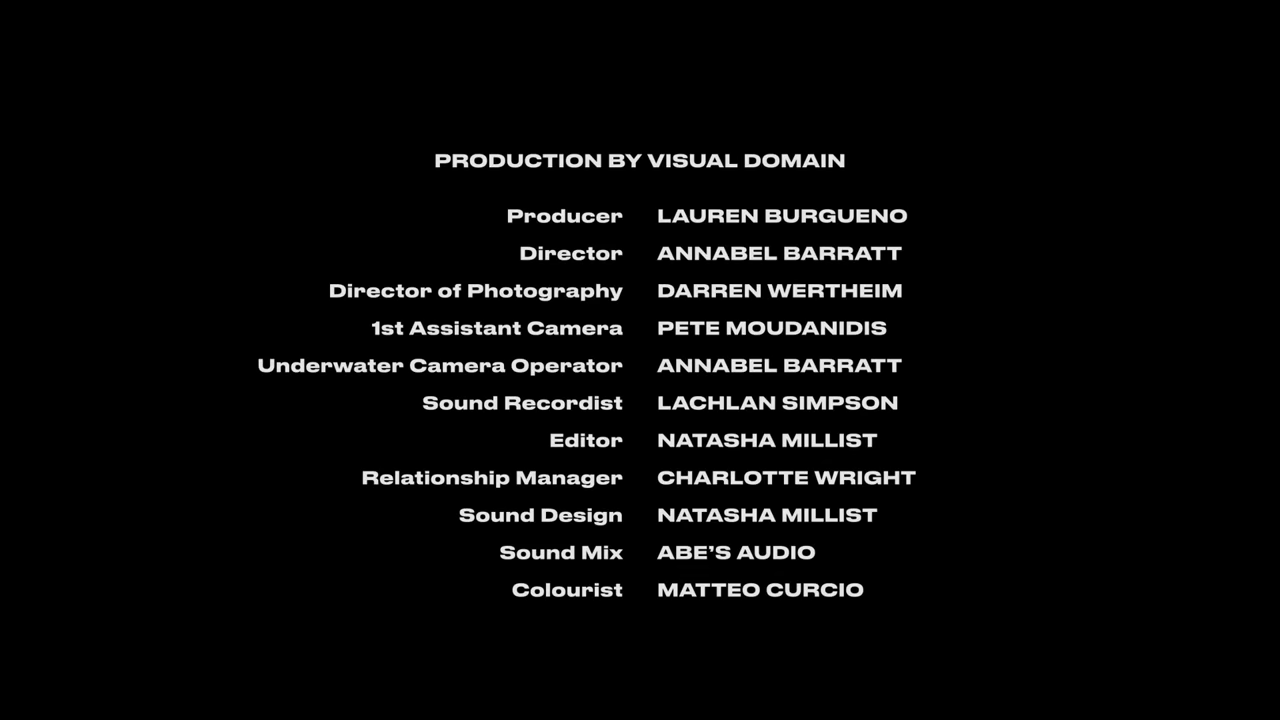 PRODUCTION BY VISUAL DOMAIN
Producer LAUREN BURGUENO
Director ANNABEL BARRATT
Director of Photography DARREN WERTHEIM
1st Assistant Camera PETE MOUDANIDIS
Underwater Camera Operator ANNABEL BARRATT
Sound Recordist LACHLAN SIMPSON
Editor NATASHA MILLIST
Relationship Manager CHARLOTTE WRIGHT
Sound Design NATASHA MILLIST
Sound Mix ABE’S AUDIO
Colourist MATTEO CURCIO